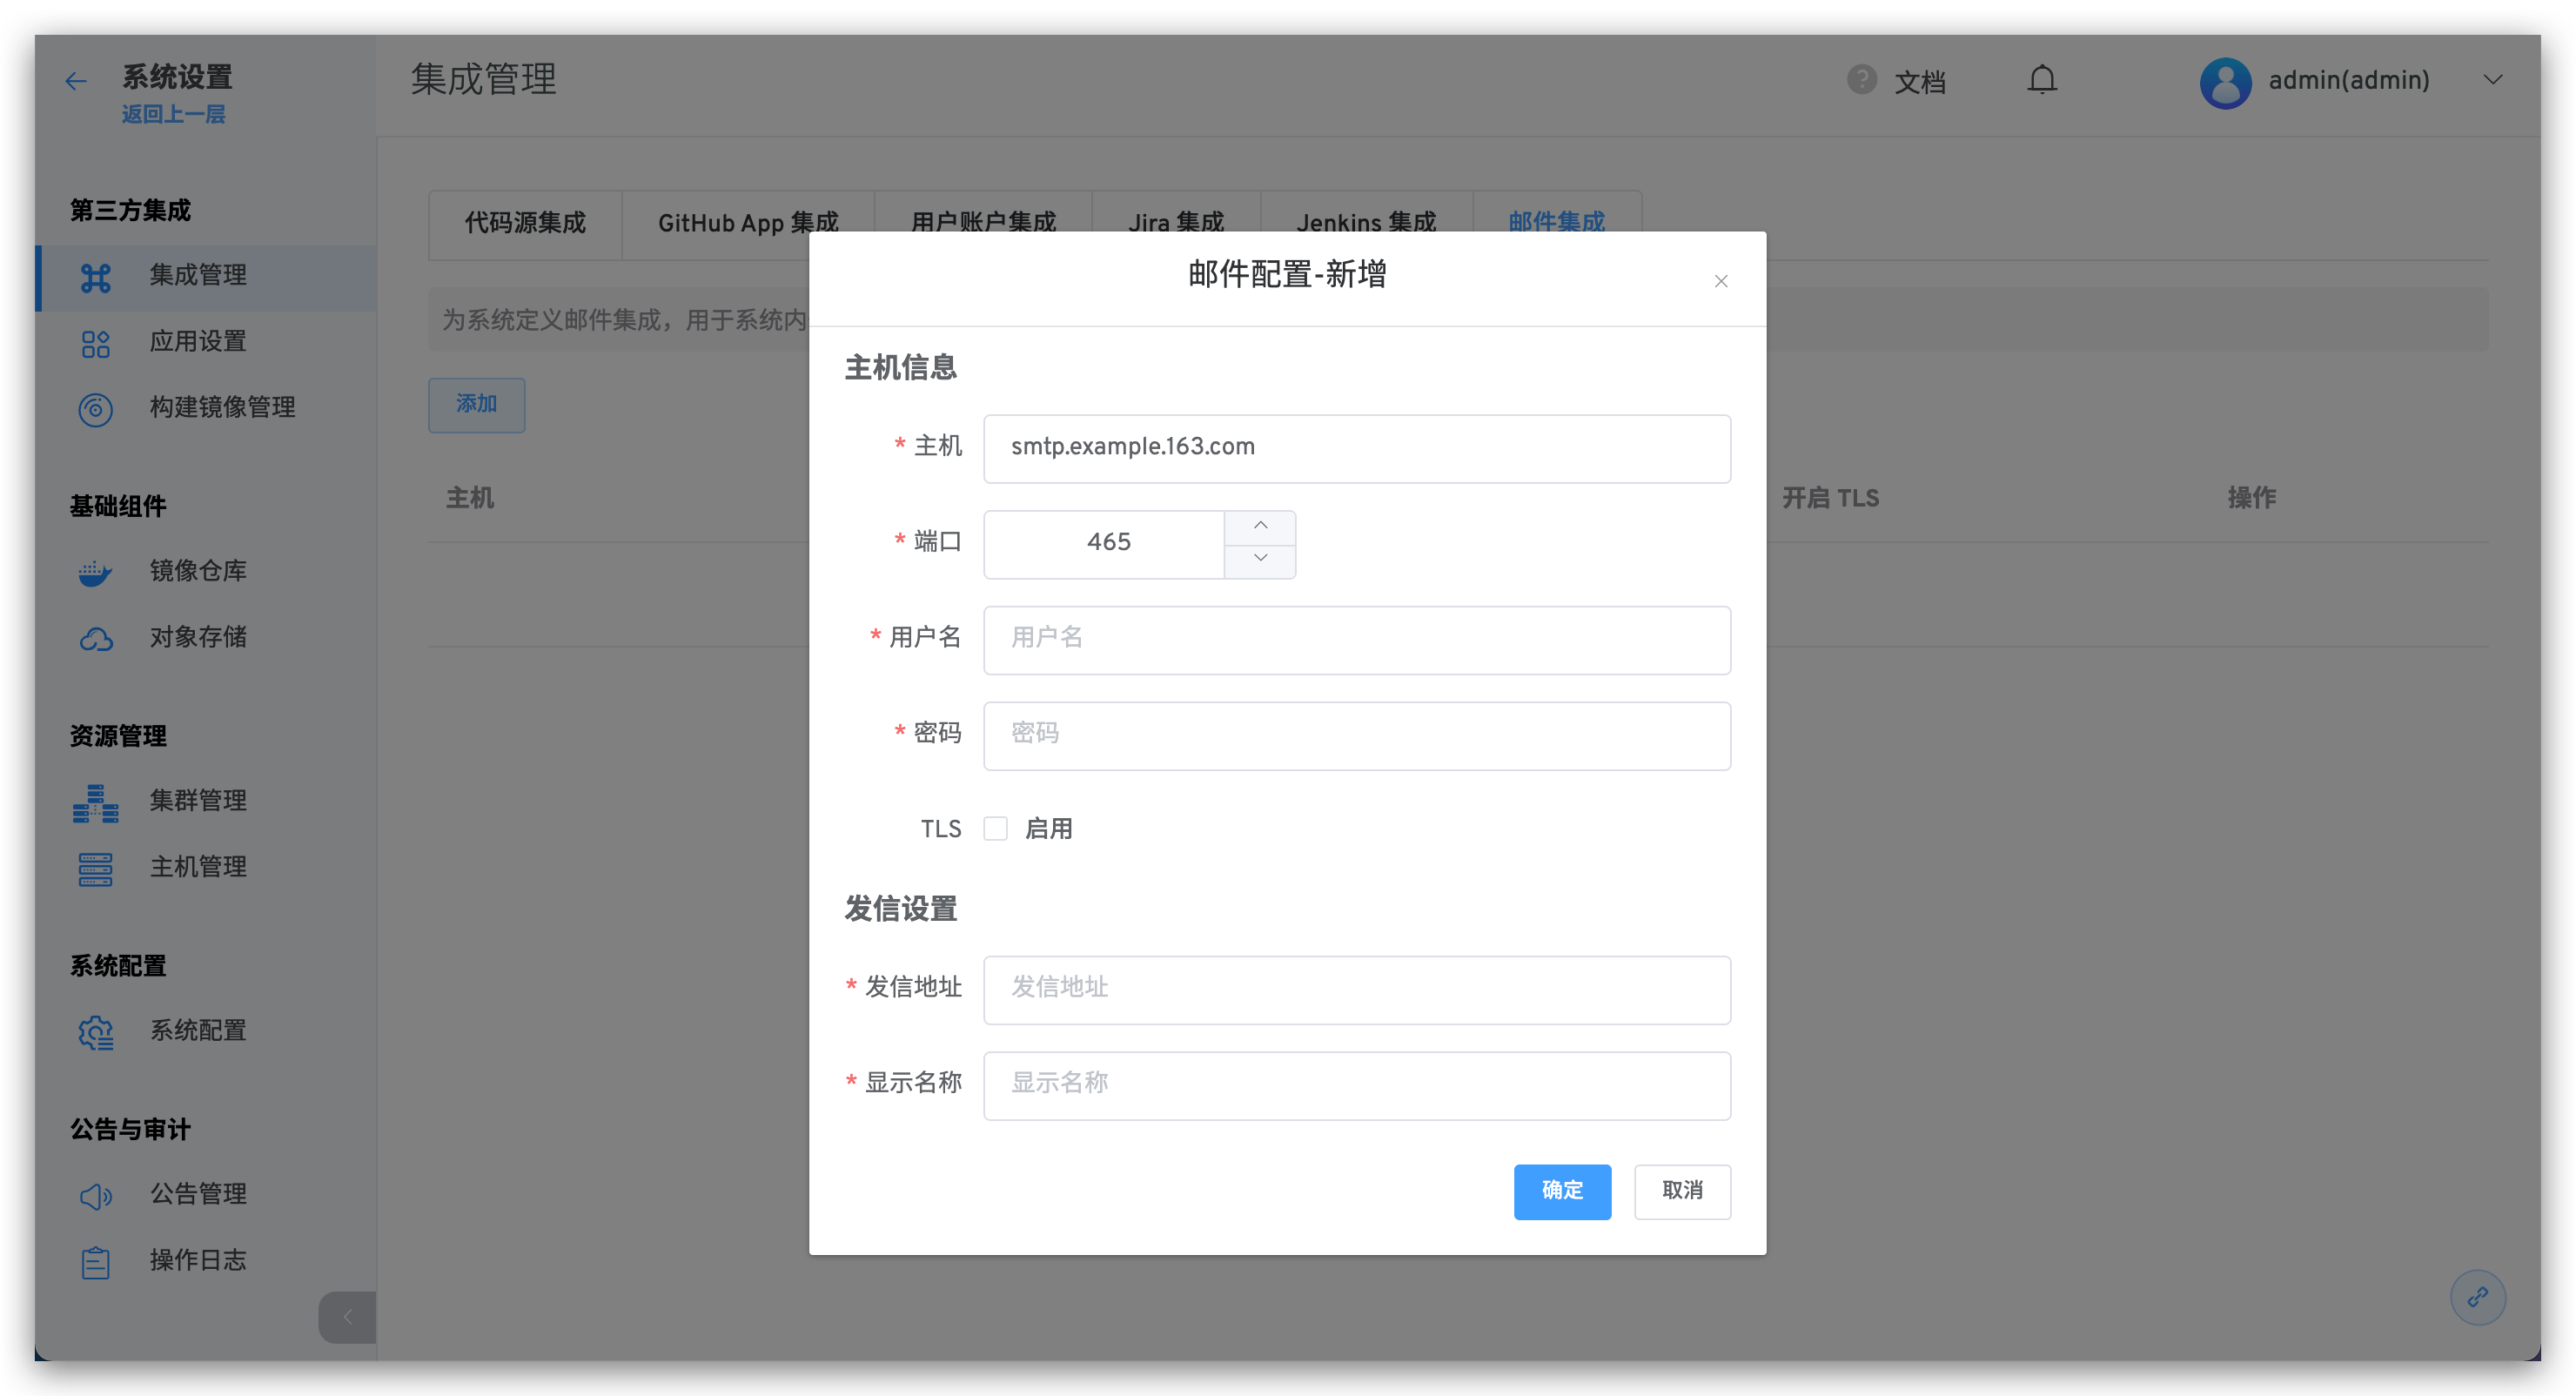 系统设置
返回上一层
第三方集成
集成管理
应用设置
构建镜像管理
基础组件
镜像仓库
对象存储
资源管理
集群管理
主机管理
系统配置
系统配置
公告与审计
公告管理
操作日志
集成管理
? 文档
admin(admin)
代码源集成
GitHub App 集成
用户账户集成
Jira 集成
Jenkins 集成
邮件集成
为系统定义邮件集成，用于系统内
添加
主机
开启 TLS
操作
邮件配置-新增
主机信息
* 主机
smtp.example.163.com
* 端口
465
* 用户名
用户名
* 密码
密码
TLS
启用
发信设置
* 发信地址
发信地址
* 显示名称
显示名称
确定
取消